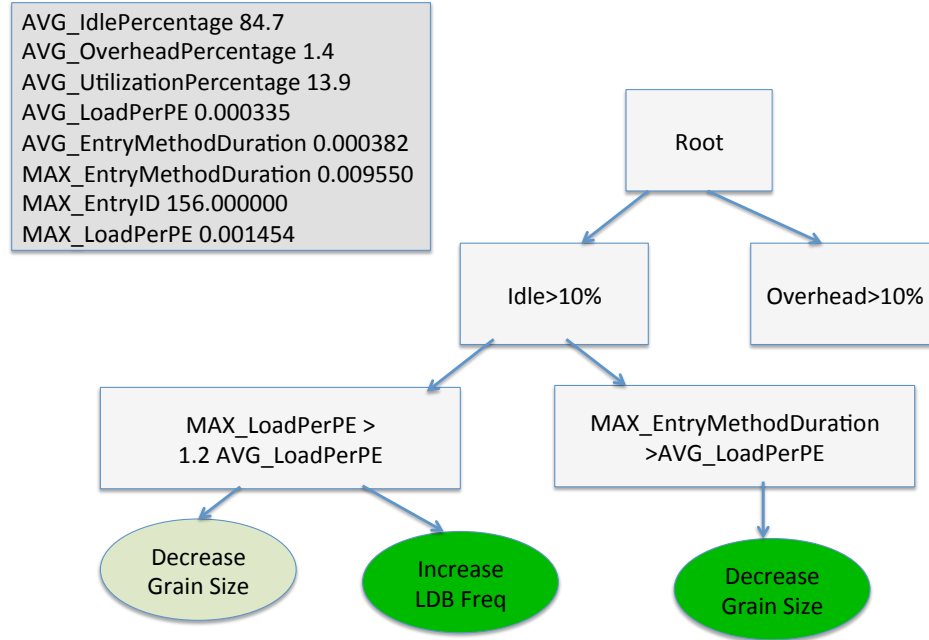 AVG_IdlePercentage 84.7
AVG_OverheadPercentage 1.4
AVG_UtilizationPercentage 13.9
AVG_LoadPerPE 0.000335
AVG_EntryMethodDuration 0.000382
MAX_EntryMethodDuration 0.009550
MAX_EntryID 156.000000
MAX_LoadPerPE 0.001454
Root
Idle>10%
Overhead>10%
MAX_LoadPerPE >
1.2 AVG_LoadPerPE
MAX_EntryMethodDuration
>AVG_LoadPerPE
Decrease
Grain Size
Increase
LDB Freq
Decrease
Grain Size